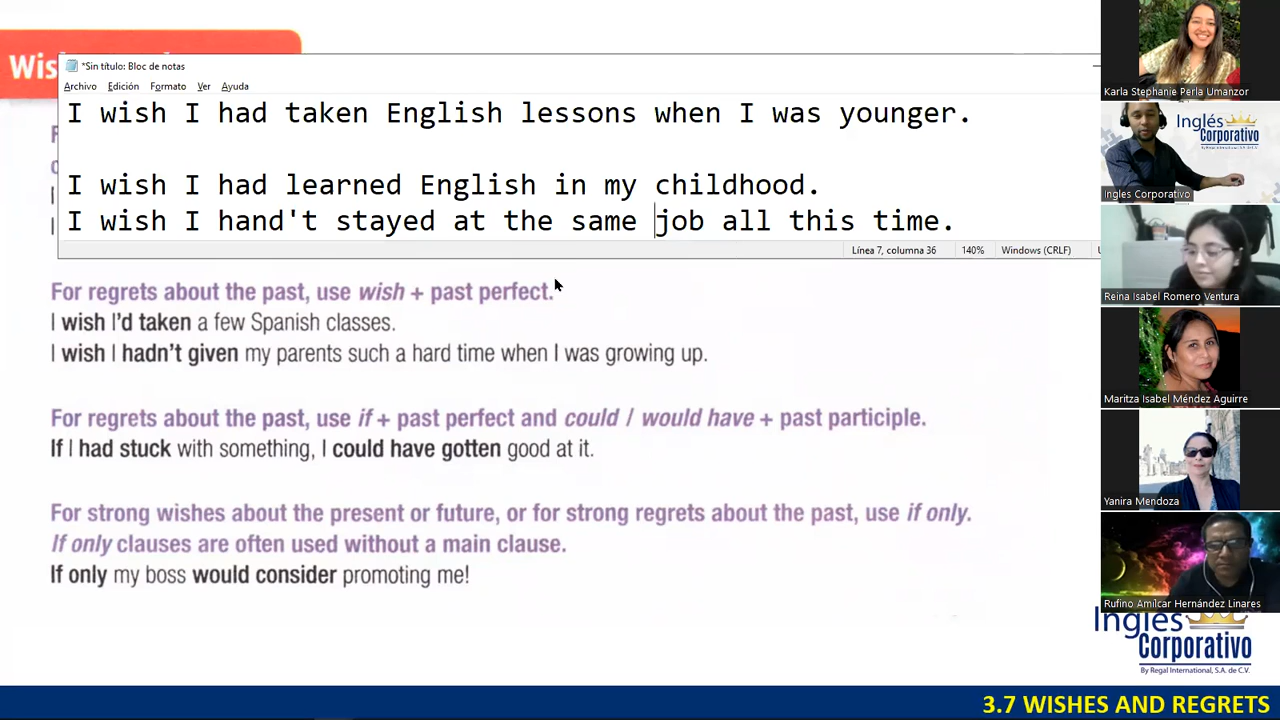 Wis
*Sin título: Bloc de notas
Archivo Edición Formato Ver Ayuda
I wish I had taken English lessons when I was younger.
I wish I had learned English in my childhood.
I wish I hand't stayed at the same job all this time.
Línea 7, columna 36 140% Windows (CRLF)
For regrets about the past, use wish + past perfect.
I wish I’d taken a few Spanish classes.
I wish I hadn’t given my parents such a hard time when I was growing up.
For regrets about the past, use if + past perfect and could / would have + past participle.
If I had stuck with something, I could have gotten good at it.
For strong wishes about the present or future, or for strong regrets about the past, use if only.
If only clauses are often used without a main clause.
If only my boss would consider promoting me!
Karla Stephanie Perla Umanzor
Inglés
Corporativo
Ingles Corporativo
Reina Isabel Romero Ventura
Maritza Isabel Méndez Aguirre
Yanira Mendoza
Rufino Amílcar Hernández Linares
Inglés
Corporativo
By Regal International, S.A. de C.V.
3.7 WISHES AND REGRETS